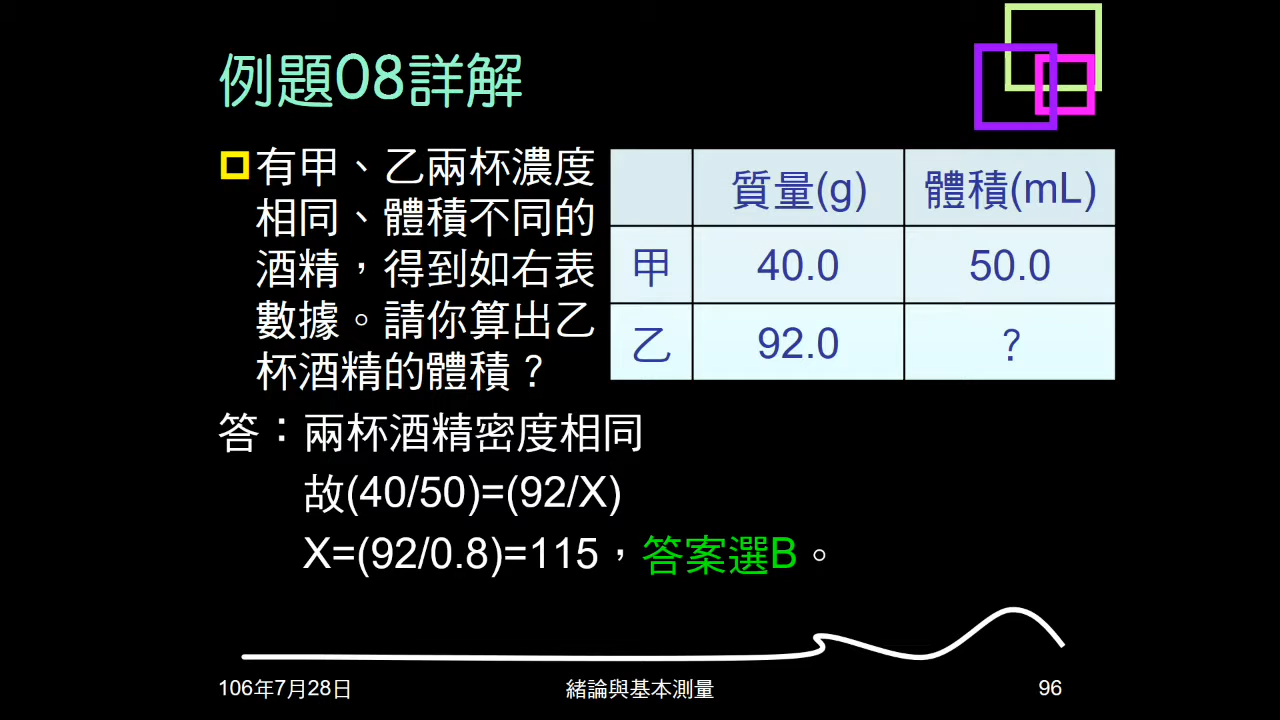 例題08詳解
有甲、乙兩杯濃度
相同、體積不同的
酒精，得到如右表
數據。請你算出乙
杯酒精的體積？
質量(g) 體積(mL)
甲 40.0 50.0
乙 92.0 ？
答：兩杯酒精密度相同
故(40/50)=(92/X)
X=(92/0.8)=115，答案選B。
106年7月28日 緒論與基本測量 96